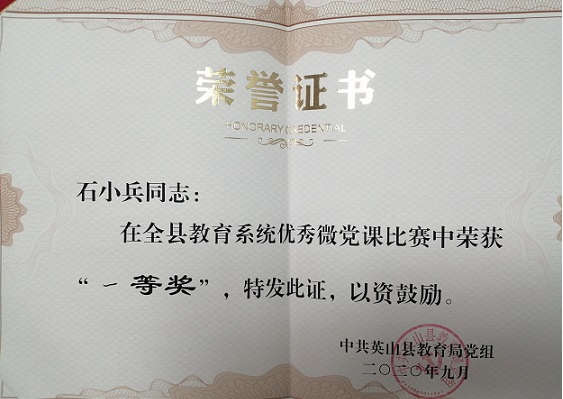 荣誉证书
HONORARY CREDENTIAL
石小兵同志：
在全县教育系统优秀微党课比赛中荣获
“一等奖”，特发此证，以资鼓励。
中共英山县教育局党组
二〇二〇年九月